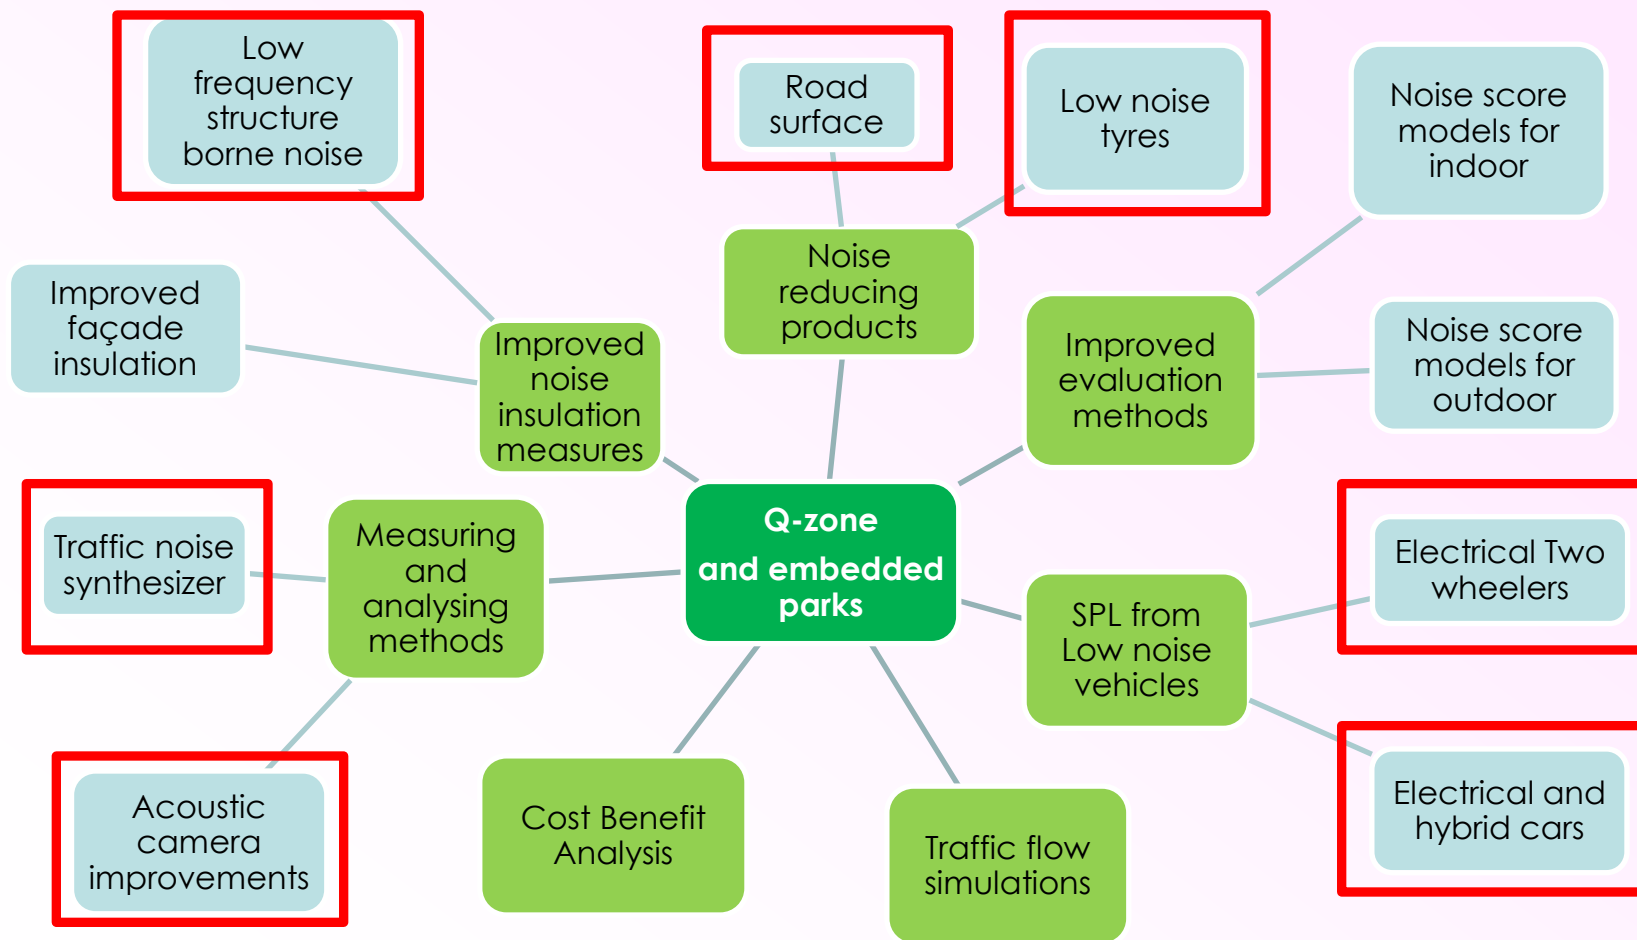 Low
frequency
structure
borne noise
Road
surface
Low noise
tyres
Noise score
models for
indoor
Improved
façade
insulation
Improved
noise
insulation
measures
Noise
reducing
products
Improved
evaluation
methods
Noise score
models for
outdoor
Traffic noise
synthesizer
Measuring
and
analysing
methods
Q-zone
and embedded
parks
SPL from
Low noise
vehicles
Electrical Two
wheelers
Acoustic
camera
improvements
Cost Benefit
Analysis
Traffic flow
simulations
Electrical and
hybrid cars